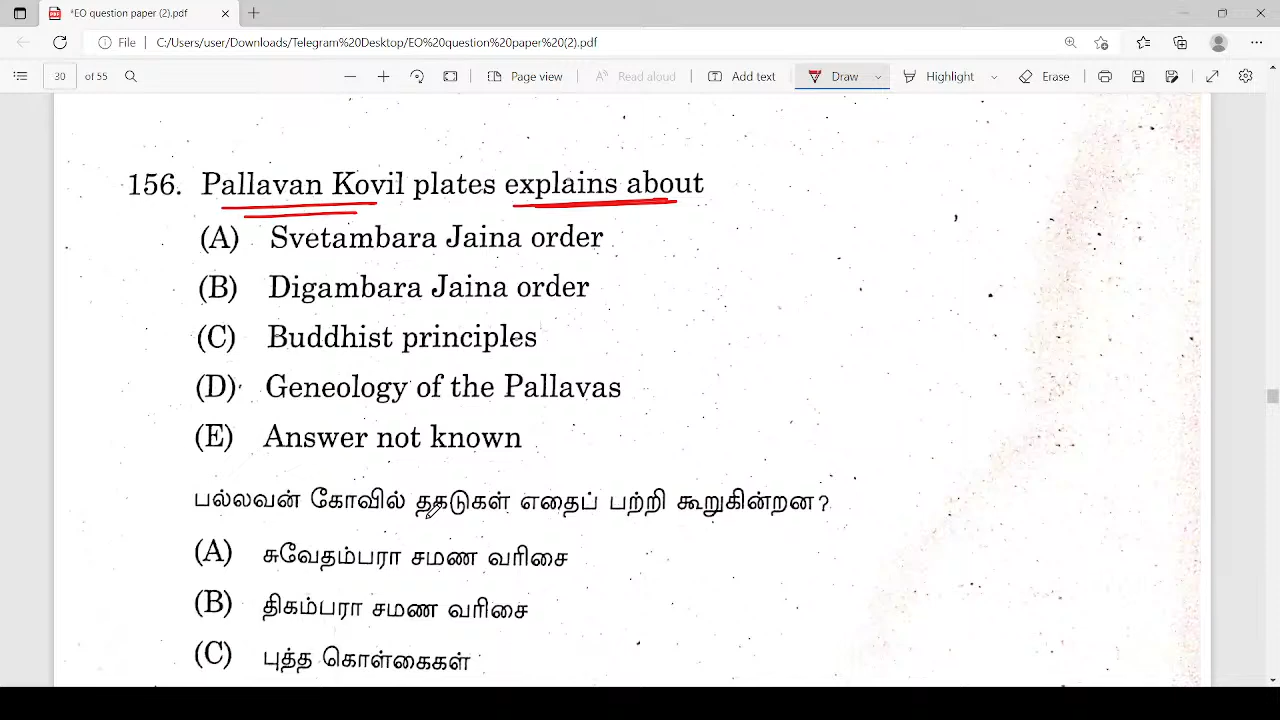 *EO question paper (2).pdf
File C:/Users/user/Downloads/Telegram%20Desktop/EO%20question%20paper%20(2).pdf
30 of 55 Page view Read aloud Add text Draw Highlight Erase
156. Pallavan Kovil plates explains about
(A) Svetambara Jaina order
(B) Digambara Jaina order
(C) Buddhist principles
(D) Geneology of the Pallavas
(E) Answer not known
பல்லவன் கோவில் தகடுகள் எதைப் பற்றி கூறுகின்றன?
(A) சுவேதம்பரா சமண வரிசை
(B) திகம்பரா சமண வரிசை
(C) புத்த கொள்கைகள்